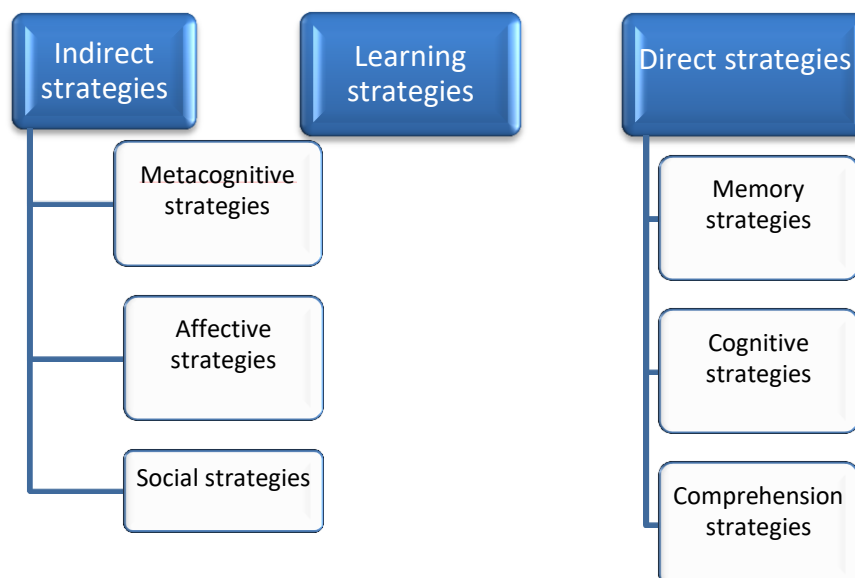 Indirect
strategies
Learning
strategies
Direct strategies
Metacognitive
strategies
Affective
strategies
Social strategies
Memory
strategies
Cognitive
strategies
Comprehension
strategies